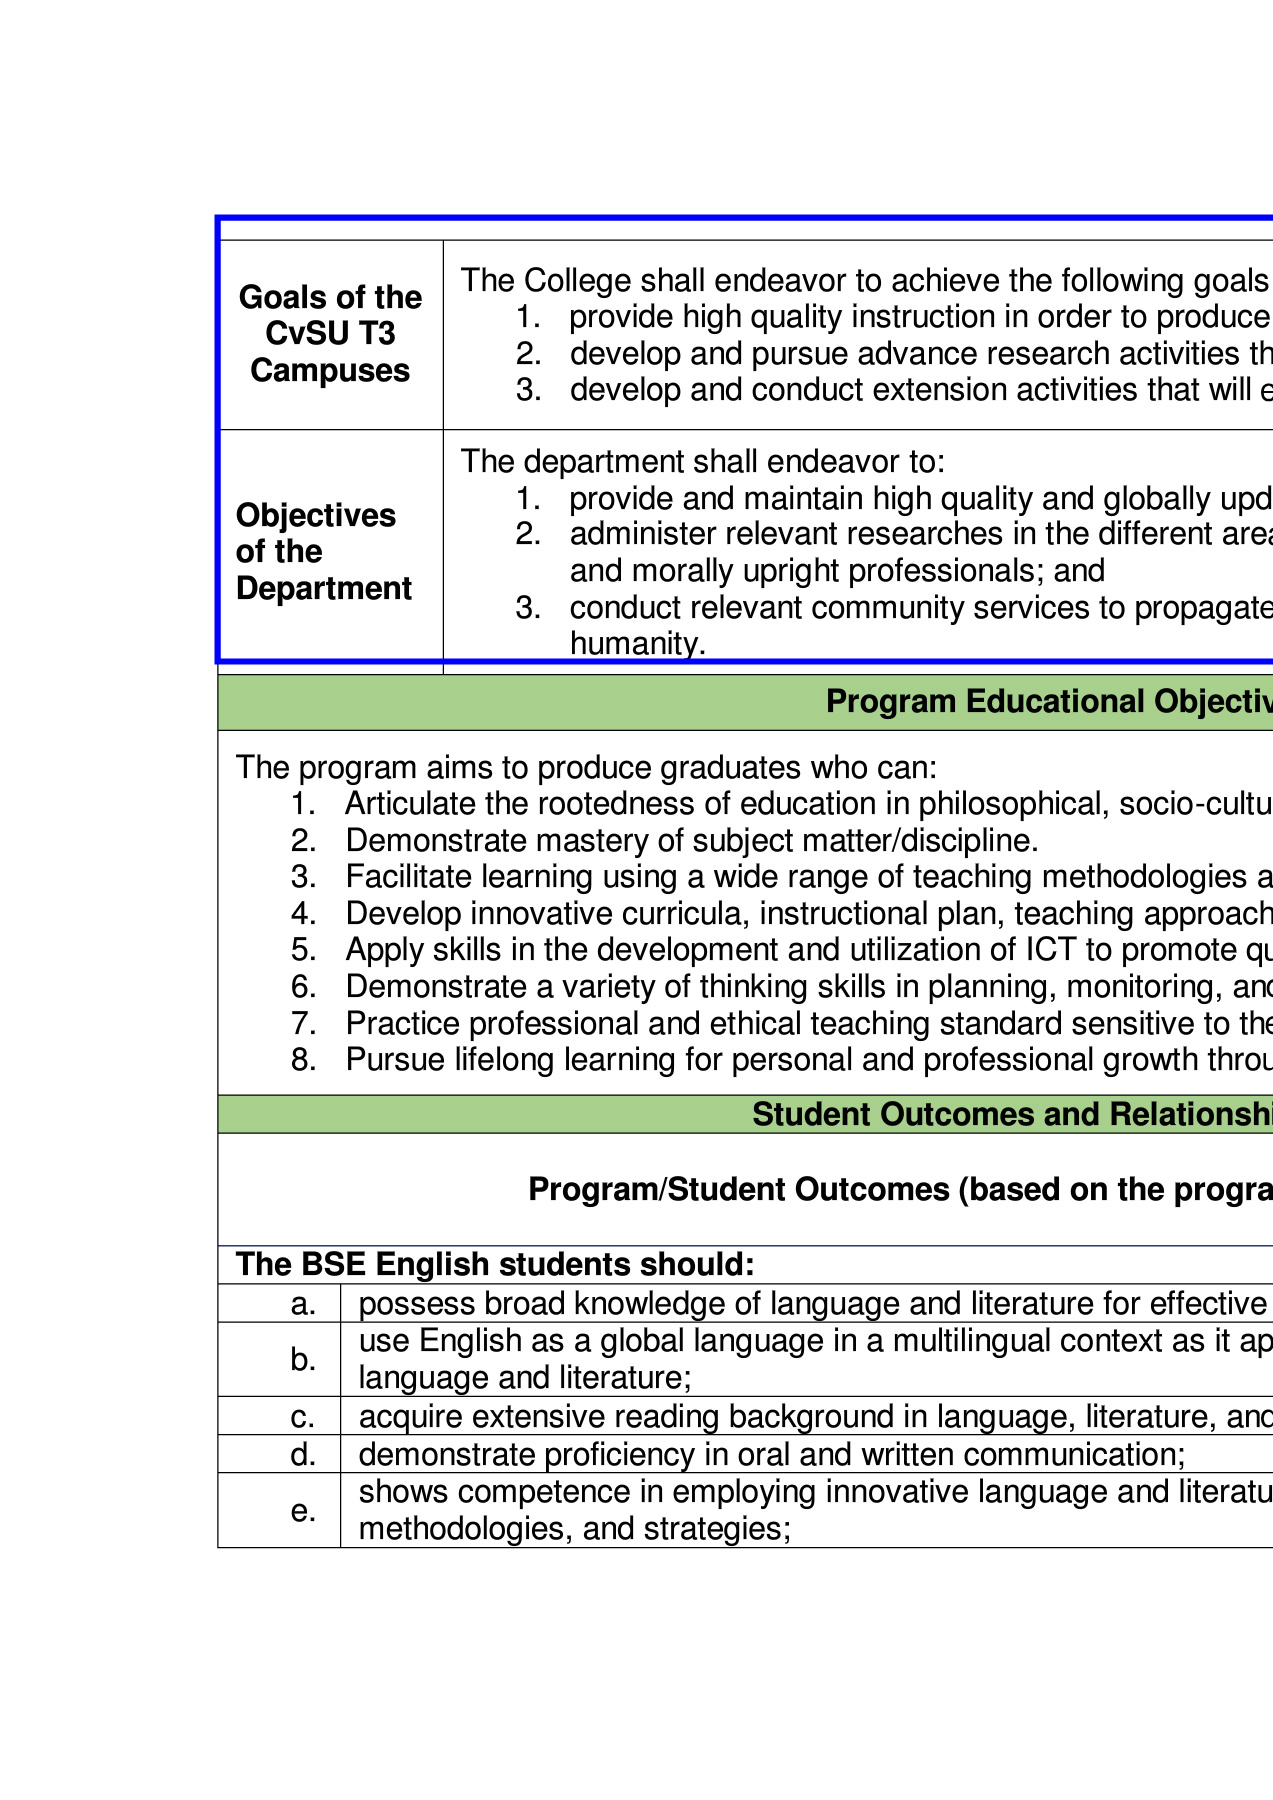 Goals of the
CvSU T3
Campuses
The College shall endeavor to achieve the following goals
1. provide high quality instruction in order to produce
2. develop and pursue advance research activities th
3. develop and conduct extension activities that will e
Objectives
of the
Department
The department shall endeavor to:
1. provide and maintain high quality and globally upd
2. administer relevant researches in the different area
and morally upright professionals; and
3. conduct relevant community services to propagate
humanity.
Program Educational Objectiv
The program aims to produce graduates who can:
1. Articulate the rootedness of education in philosophical, socio-cultu
2. Demonstrate mastery of subject matter/discipline.
3. Facilitate learning using a wide range of teaching methodologies a
4. Develop innovative curricula, instructional plan, teaching approach
5. Apply skills in the development and utilization of ICT to promote qu
6. Demonstrate a variety of thinking skills in planning, monitoring, and
7. Practice professional and ethical teaching standard sensitive to the
8. Pursue lifelong learning for personal and professional growth throu
Student Outcomes and Relationshi
Program/Student Outcomes (based on the progra
The BSE English students should:
a. possess broad knowledge of language and literature for effective
b. use English as a global language in a multilingual context as it ap
language and literature;
c. acquire extensive reading background in language, literature, and
d. demonstrate proficiency in oral and written communication;
e. shows competence in employing innovative language and literatu
methodologies, and strategies;